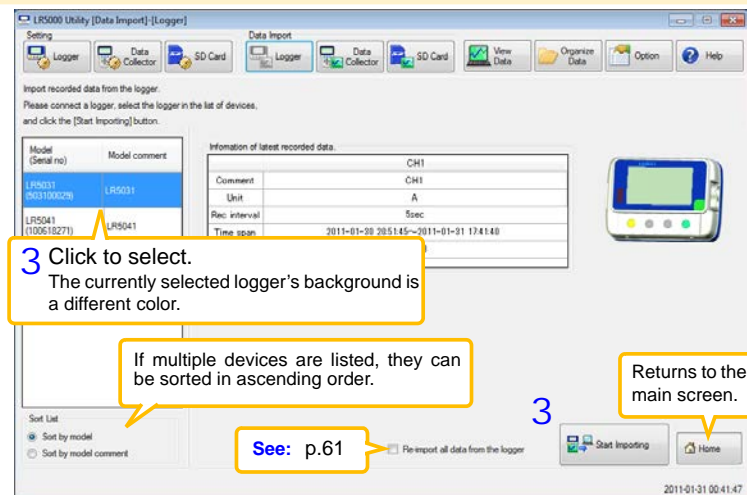 LR5000 Utility [Data Import]-[Logger]
Setting
Data Import
Logger
Data Collector
SD Card
Logger
Data Collector
SD Card
View Data
Organize Data
Option
Help
Import recorded data from the logger.
Please connect a logger, select the logger in the list of devices,
and click the [Start Importing] button.
Model (Serial no)
Model comment
LR5031 (503100029)
LR5031
LR5041 (100618271)
LR5041
Infomation of latest recorded data.
CH1
Comment CH1
Unit A
Rec interval 5sec
Time span 2011-01-30 20:51:45~2011-01-31 17:41:40
3 Click to select.
The currently selected logger's background is
a different color.
If multiple devices are listed, they can
be sorted in ascending order.
Sort List
Sort by model
Sort by model comment
See: p.61
Re-import all data from the logger
3
Start Importing
Returns to the
main screen.
Home
2011-01-31 00:41:47